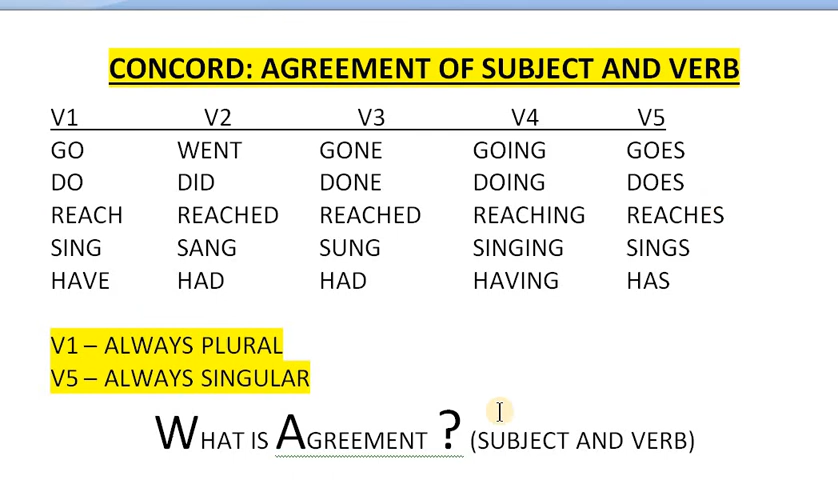 CONCORD: AGREEMENT OF SUBJECT AND VERB
V1 V2 V3 V4 V5
GO WENT GONE GOING GOES
DO DID DONE DOING DOES
REACH REACHED REACHED REACHING REACHES
SING SANG SUNG SINGING SINGS
HAVE HAD HAD HAVING HAS
V1 – ALWAYS PLURAL
V5 – ALWAYS SINGULAR
WHAT IS AGREEMENT ? (SUBJECT AND VERB)